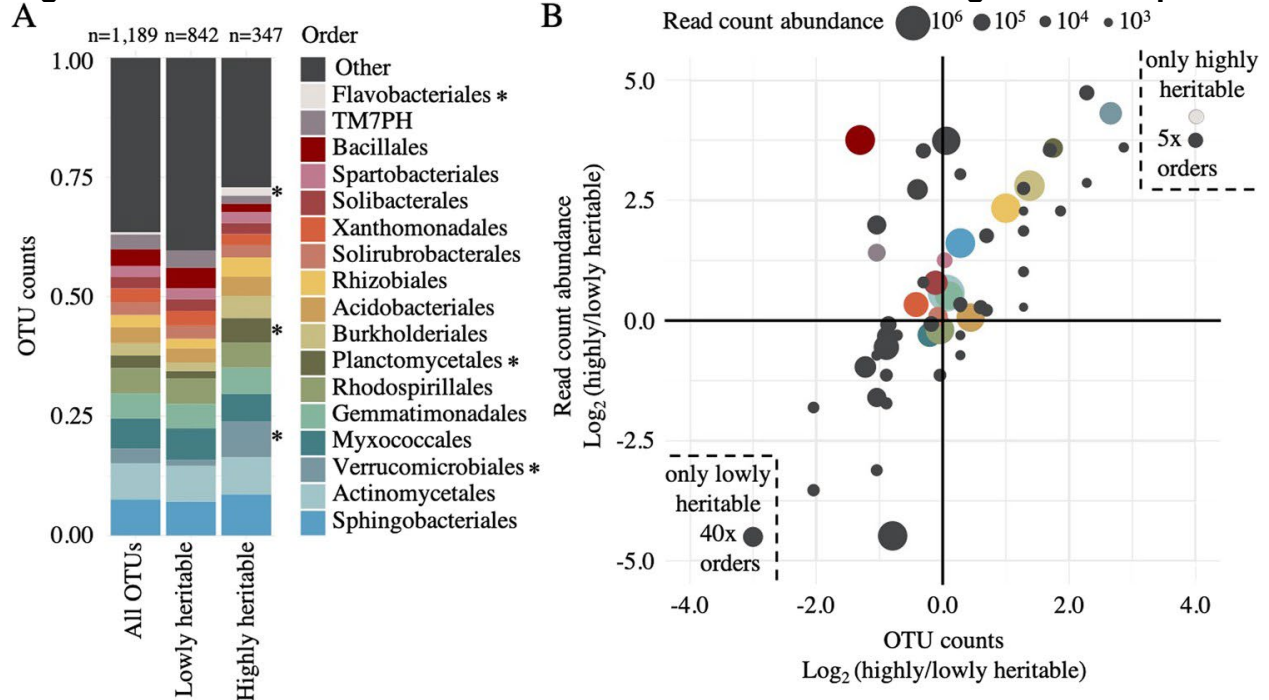 A
n=1,189 n=842 n=347
OTU counts
1.00
0.75
0.50
0.25
0.00
All OTUs
Lowly heritable
Highly heritable
*
*
*
Order
Other
Flavobacteriales *
TM7PH
Bacillales
Spartobacteriales
Solibacterales
Xanthomonadales
Solirubrobacterales
Rhizobiales
Acidobacteriales
Burkholderiales
Planctomycetales *
Rhodospirillales
Gemmatimonadales
Myxococcales
Verrucomicrobiales *
Actinomycetales
Sphingobacteriales
B
Read count abundance 10⁶ 10⁵ 10⁴ 10³
Read count abundance
Log₂ (highly/lowly heritable)
5.0
2.5
0.0
-2.5
-5.0
only highly
heritable
5x
orders
only lowly
heritable
40x
orders
-4.0 -2.0 0.0 2.0 4.0
OTU counts
Log₂ (highly/lowly heritable)